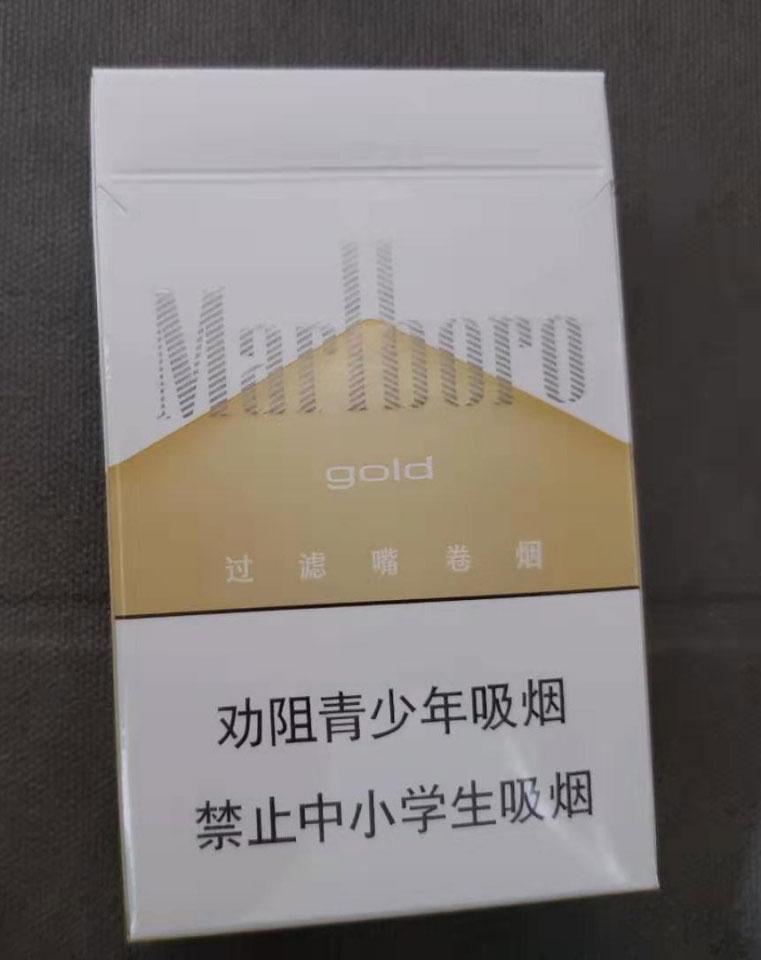 Marlboro
gold
过滤嘴卷烟
劝阻青少年吸烟
禁止中小学生吸烟